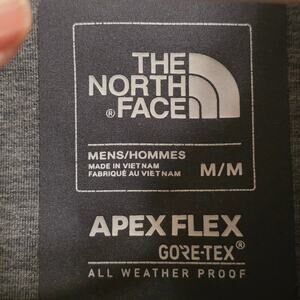 THE
NORTH
®FACE
MENS/HOMMES
MADE IN VIETNAM
FABRIQUÉ AU VIETNAM
M/M
APEX FLEX
GORE-TEX®
ALL WEATHER PROOF